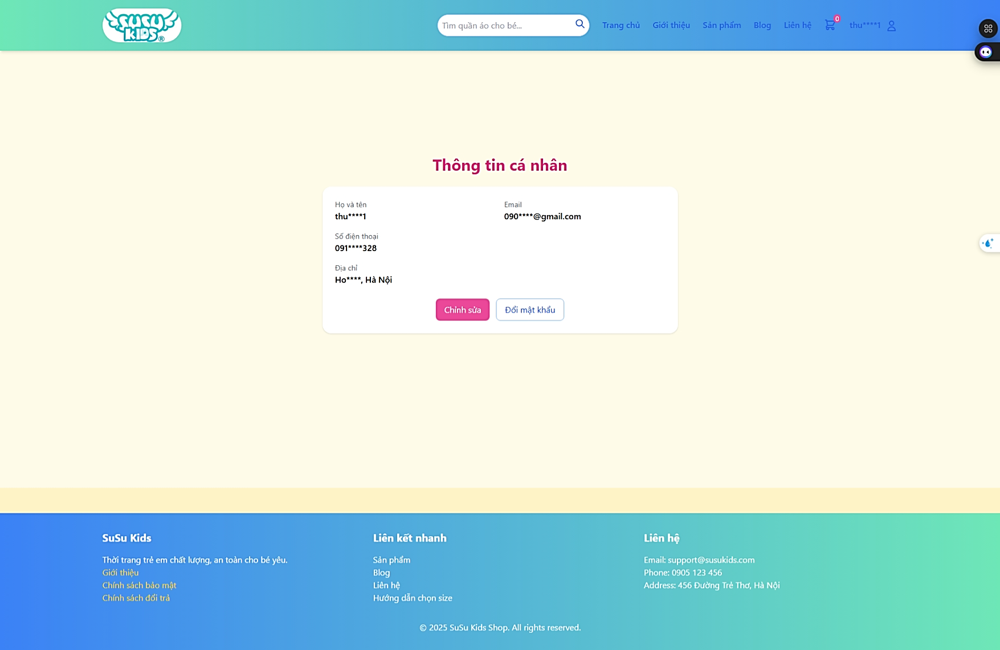 SUSU
KIDS®
Tìm quần áo cho bé...
Trang chủ
Giới thiệu
Sản phẩm
Blog
Liên hệ
0
thu****1
Thông tin cá nhân
Họ và tên
thu****1
Email
090****@gmail.com
Số điện thoại
091****328
Địa chỉ
Ho****, Hà Nội
Chỉnh sửa
Đổi mật khẩu
SuSu Kids
Thời trang trẻ em chất lượng, an toàn cho bé yêu.
Giới thiệu
Chính sách bảo mật
Chính sách đổi trả
Liên kết nhanh
Sản phẩm
Blog
Liên hệ
Hướng dẫn chọn size
Liên hệ
Email: support@susukids.com
Phone: 0905 123 456
Address: 456 Đường Trẻ Thơ, Hà Nội
© 2025 SuSu Kids Shop. All rights reserved.